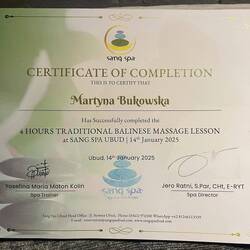 sang spa
CERTIFICATE OF COMPLETION
THIS IS TO CERTIFY THAT
Martyna Bukowska
Has Successfully completed the
4 HOURS TRADITIONAL BALINESE MASSAGE LESSON
at SANG SPA UBUD | 14th January 2025
Ubud, 14th January 2025
sang spa
Yosefina Maria Maton Kolin
Spa Trainer
Jero Ratni, S.Par, CHt, E-RYT
Spa Director